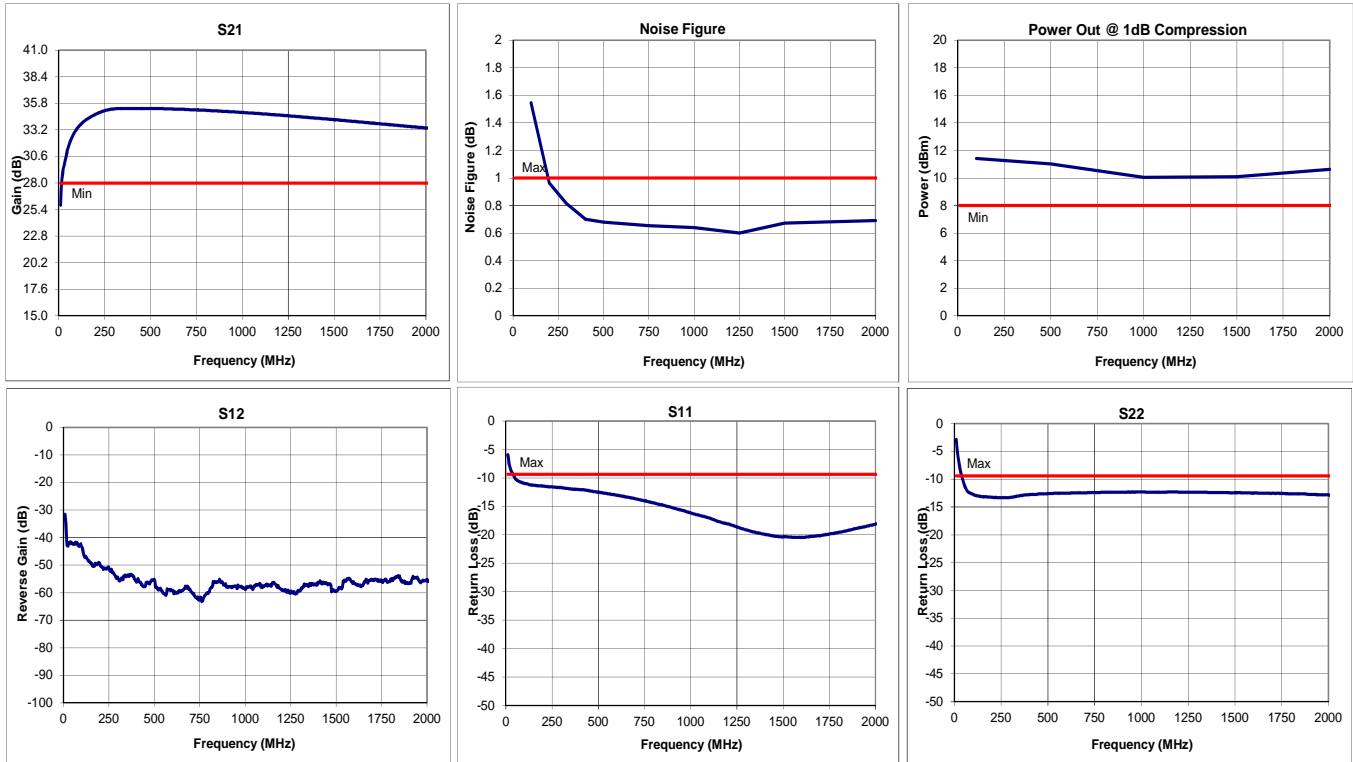 S21
Gain (dB)
41.0
38.4
35.8
33.2
30.6
28.0
25.4
22.8
20.2
17.6
15.0
Min
0 250 500 750 1000 1250 1500 1750 2000
Frequency (MHz)
Noise Figure
Noise Figure (dB)
2
1.8
1.6
1.4
1.2
1
0.8
0.6
0.4
0.2
0
Max
0 250 500 750 1000 1250 1500 1750 2000
Frequency (MHz)
Power Out @ 1dB Compression
Power (dBm)
20
18
16
14
12
10
8
6
4
2
0
Min
0 250 500 750 1000 1250 1500 1750 2000
Frequency (MHz)
S12
Reverse Gain (dB)
0
-10
-20
-30
-40
-50
-60
-70
-80
-90
-100
0 250 500 750 1000 1250 1500 1750 2000
Frequency (MHz)
S11
Return Loss (dB)
0
-5
-10
-15
-20
-25
-30
-35
-40
-45
-50
Max
0 250 500 750 1000 1250 1500 1750 2000
Frequency (MHz)
S22
Return Loss (dB)
0
-5
-10
-15
-20
-25
-30
-35
-40
-45
-50
Max
0 250 500 750 1000 1250 1500 1750 2000
Frequency (MHz)